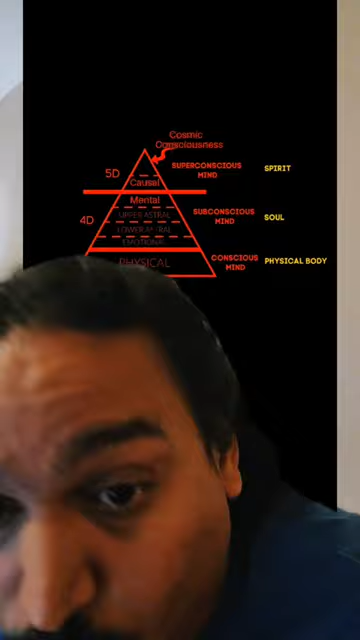 Cosmic
Consciousness
5D
Causal
SUPERCONSCIOUS
MIND
SPIRIT
Mental
4D
UPPER ASTRAL
LOWER ASTRAL
EMOTIONAL
SUBCONSCIOUS
MIND
SOUL
PHYSICAL
CONSCIOUS
MIND
PHYSICAL BODY